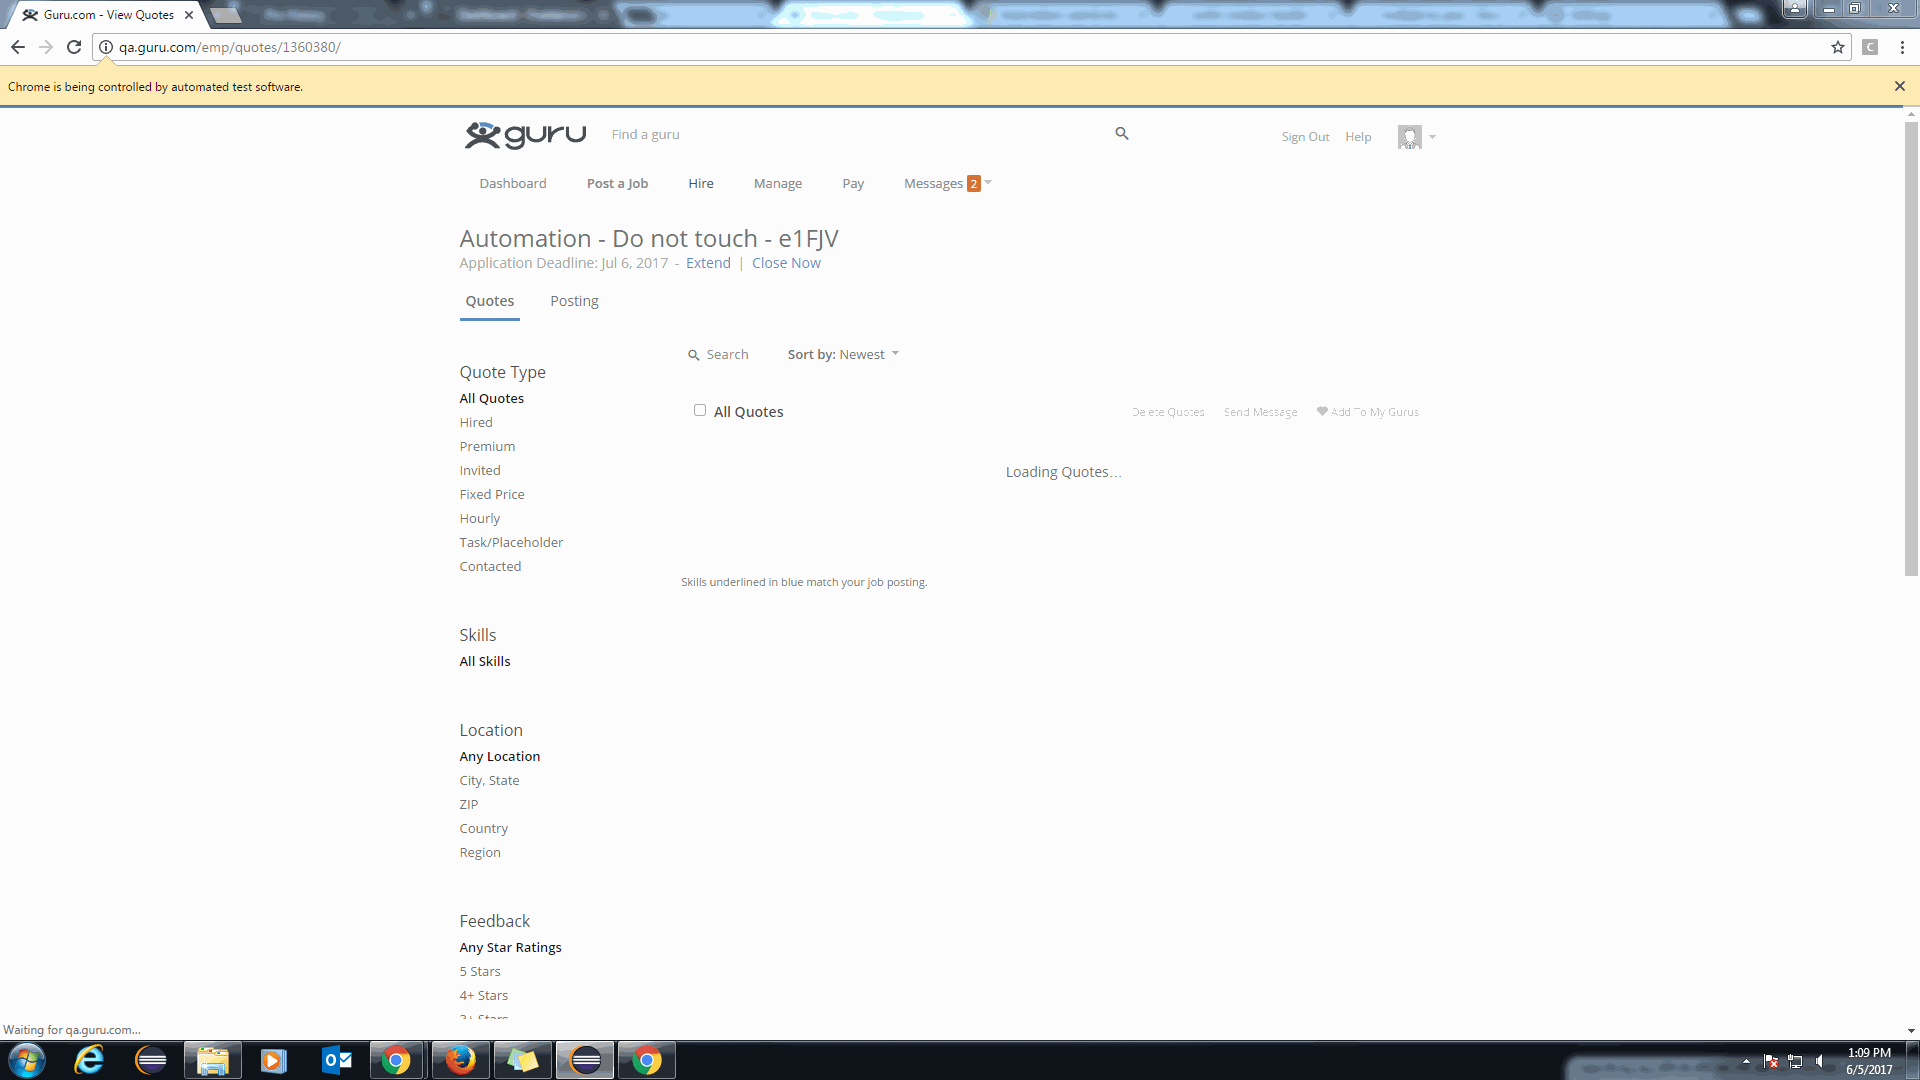 Guru.com - View Quotes
qa.guru.com/emp/quotes/1360380/
C
Chrome is being controlled by automated test software.
guru
Find a guru
Sign Out Help
Dashboard Post a Job Hire Manage Pay Messages 2
Automation - Do not touch - e1FJV
Application Deadline: Jul 6, 2017 - Extend | Close Now
Quotes Posting
Search Sort by: Newest
Quote Type
All Quotes
Hired
Premium
Invited
Fixed Price
Hourly
Task/Placeholder
Contacted
All Quotes Delete Quotes Send Message Add To My Gurus
Loading Quotes...
Skills underlined in blue match your job posting.
Skills
All Skills
Location
Any Location
City, State
ZIP
Country
Region
Feedback
Any Star Ratings
5 Stars
4+ Stars
3+ Stars
Waiting for qa.guru.com...
1:09 PM
6/5/2017